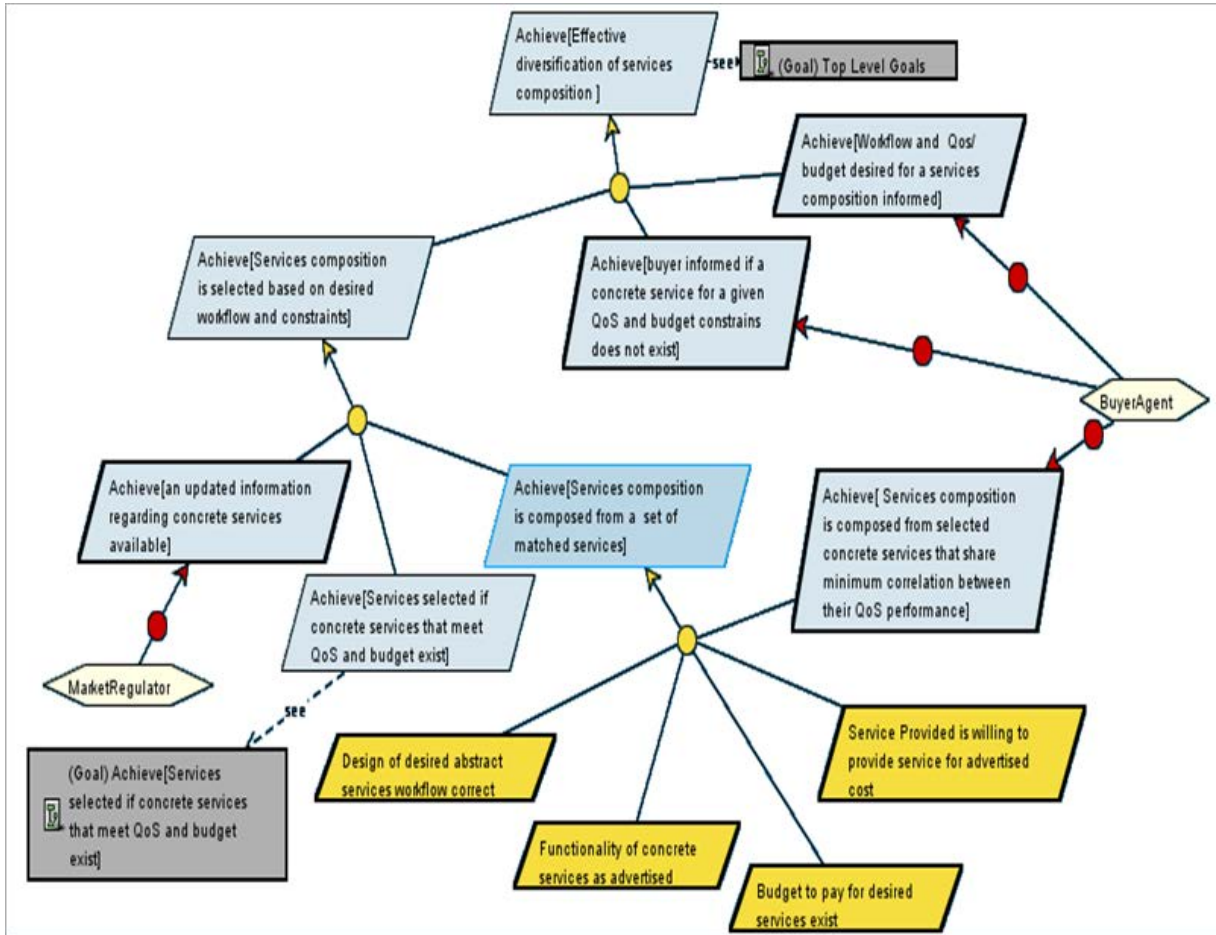 Achieve[Effective
diversification of services
composition ]
see
(Goal) Top Level Goals
Achieve[Workflow and Qos/
budget desired for a services
composition informed]
Achieve[Services composition
is selected based on desired
workflow and constraints]
Achieve[buyer informed if a
concrete service for a given
QoS and budget constrains
does not exist]
BuyerAgent
Achieve[an updated information
regarding concrete services
available]
Achieve[Services composition
is composed from a set of
matched services]
Achieve[ Services composition
is composed from selected
concrete services that share
minimum correlation between
their QoS performance]
Achieve[Services selected if
concrete services that meet
QoS and budget exist]
MarketRegulator
see
(Goal) Achieve[Services
selected if concrete services
that meet QoS and budget
exist]
Design of desired abstract
services workflow correct
Service Provided is willing to
provide service for advertised
cost
Functionality of concrete
services as advertised
Budget to pay for desired
services exist